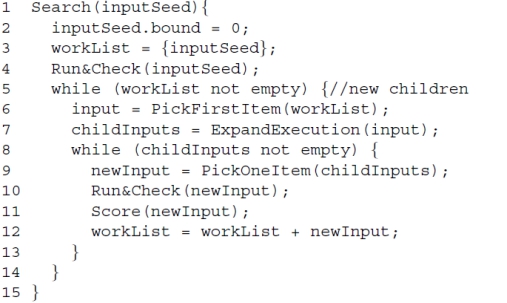 1 Search(inputSeed){
2   inputSeed.bound = 0;
3   workList = {inputSeed};
4   Run&Check(inputSeed);
5   while (workList not empty) {//new children
6     input = PickFirstItem(workList);
7     childInputs = ExpandExecution(input);
8     while (childInputs not empty) {
9       newInput = PickOneItem(childInputs);
10      Run&Check(newInput);
11      Score(newInput);
12      workList = workList + newInput;
13    }
14  }
15 }